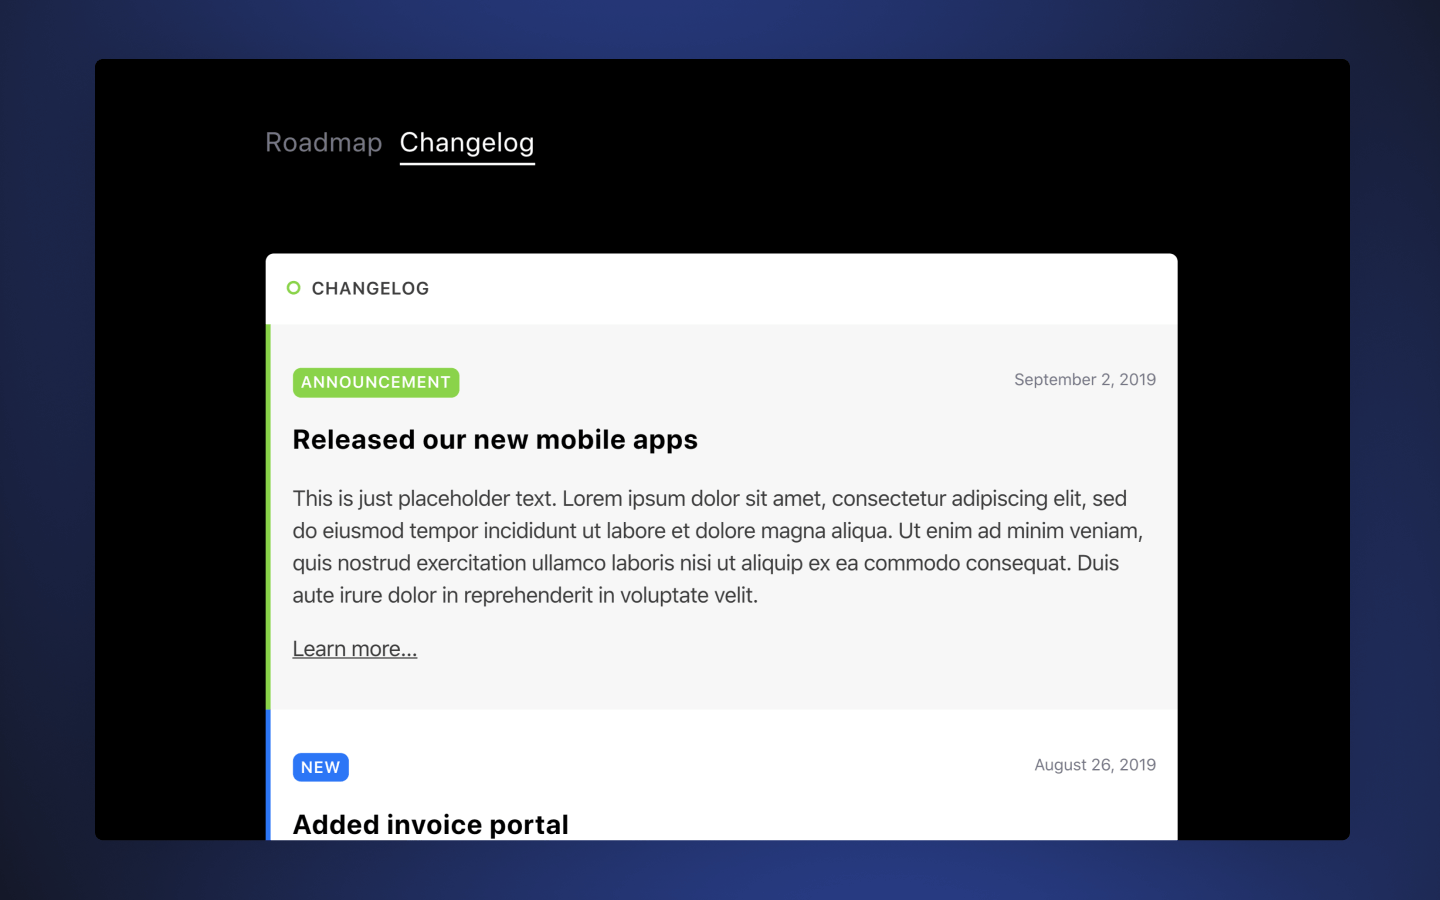 Roadmap Changelog
CHANGELOG
ANNOUNCEMENT September 2, 2019
Released our new mobile apps
This is just placeholder text. Lorem ipsum dolor sit amet, consectetur adipiscing elit, sed
do eiusmod tempor incididunt ut labore et dolore magna aliqua. Ut enim ad minim veniam,
quis nostrud exercitation ullamco laboris nisi ut aliquip ex ea commodo consequat. Duis
aute irure dolor in reprehenderit in voluptate velit.
Learn more...
NEW August 26, 2019
Added invoice portal